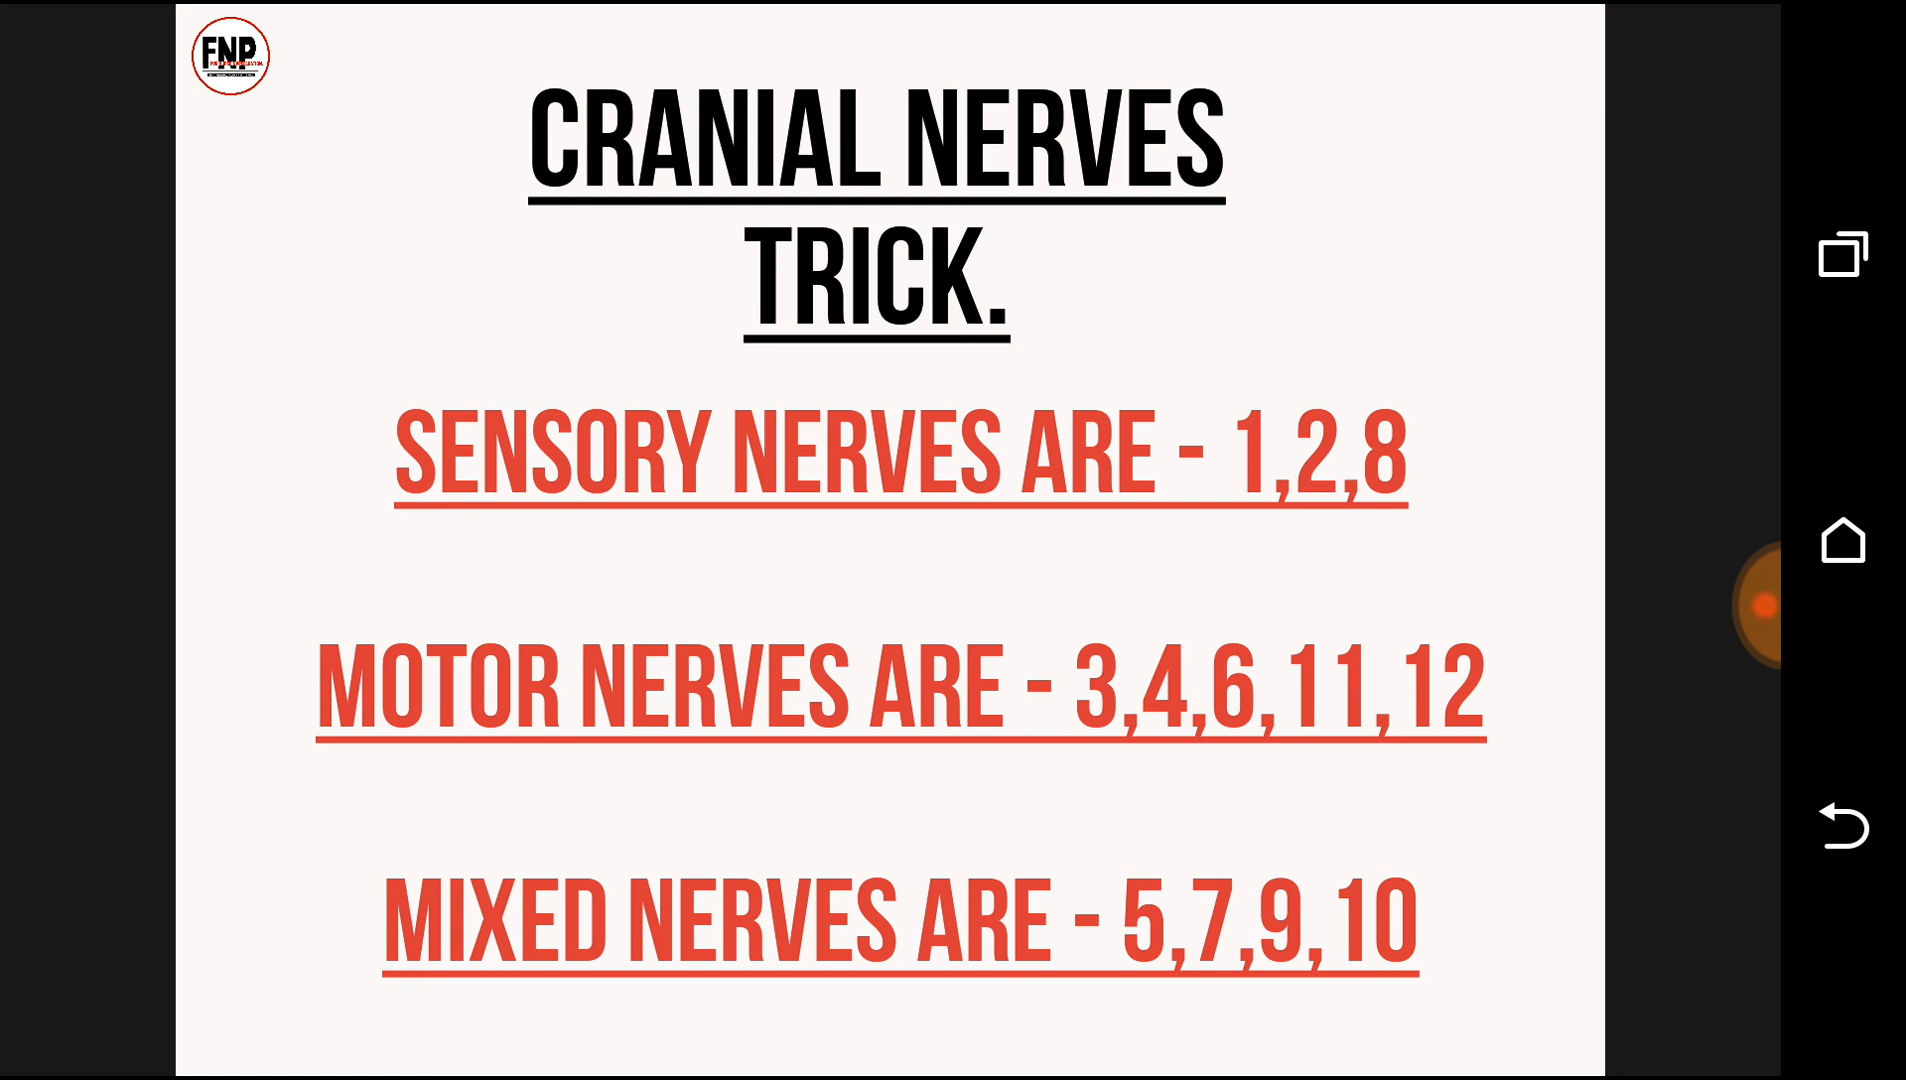 FNP
CRANIAL NERVES
TRICK.
SENSORY NERVES ARE - 1,2,8
MOTOR NERVES ARE - 3,4,6,11,12
MIXED NERVES ARE - 5,7,9,10